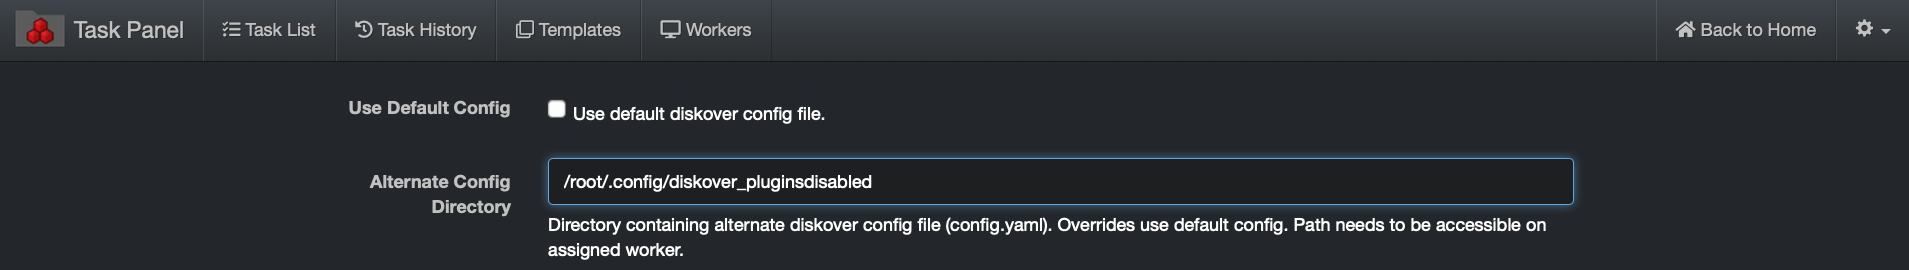 Task Panel Task List Task History Templates Workers Back to Home
Use Default Config Use default diskover config file.
Alternate Config Directory /root/.config/diskover_pluginsdisabled
Directory containing alternate diskover config file (config.yaml). Overrides use default config. Path needs to be accessible on
assigned worker.